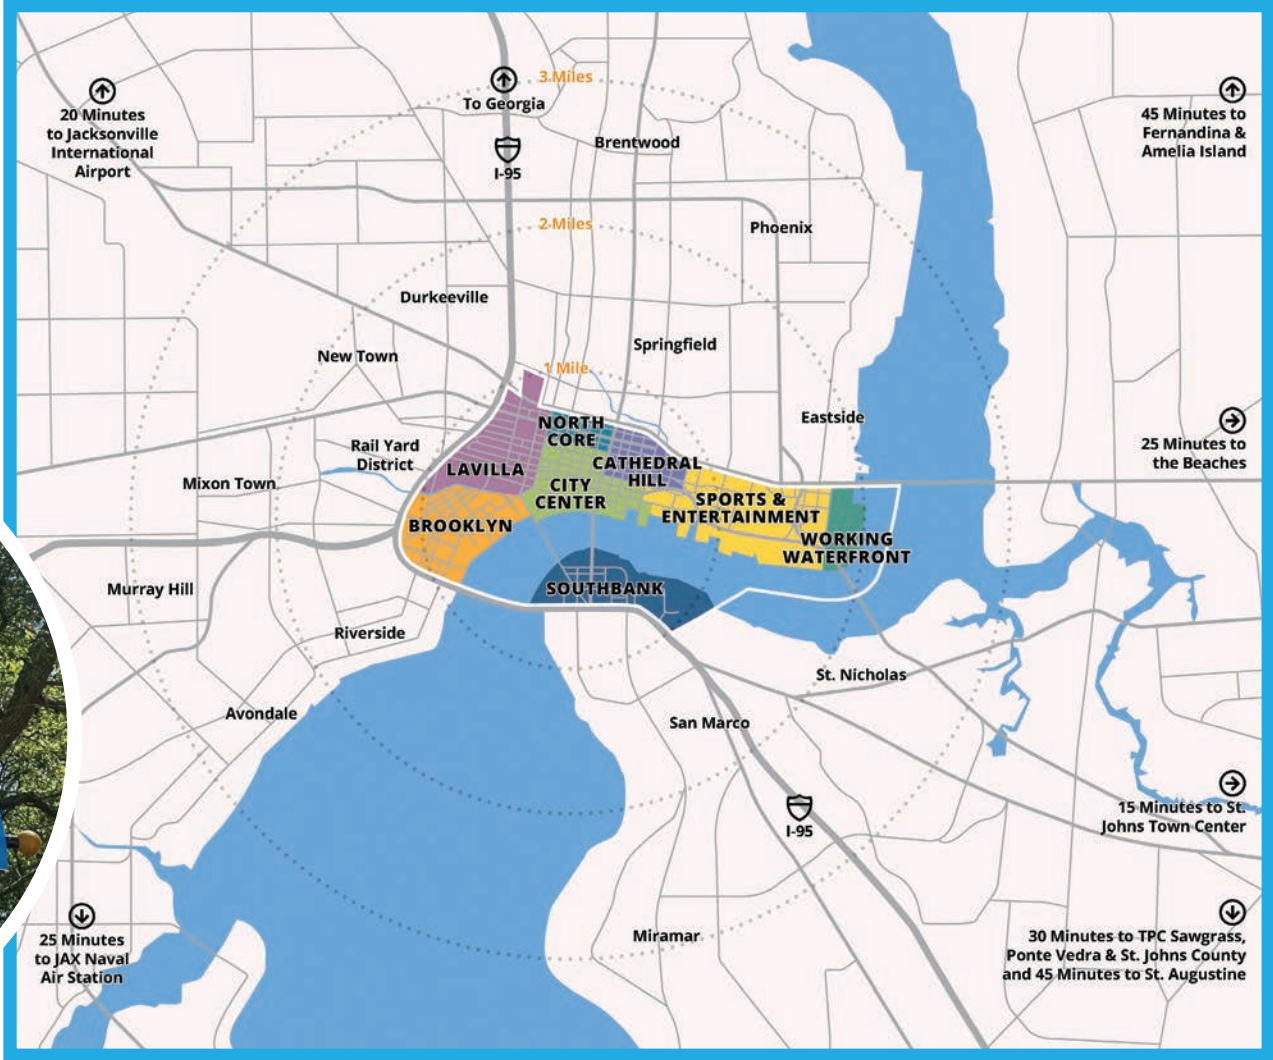 3 Miles
To Georgia
I-95
20 Minutes
to Jacksonville
International
Airport
45 Minutes to
Fernandina &
Amelia Island
Brentwood
2 Miles
Phoenix
Durkeeville
New Town
Springfield
1 Mile
Eastside
NORTH
CORE
Rail Yard
District
25 Minutes to
the Beaches
LAVILLA
CATHEDRAL
HILL
Mixon Town
CITY
CENTER
SPORTS &
ENTERTAINMENT
BROOKLYN
WORKING
WATERFRONT
SOUTHBANK
Murray Hill
Riverside
St. Nicholas
Avondale
San Marco
I-95
15 Minutes to St.
Johns Town Center
Miramar
25 Minutes
to JAX Naval
Air Station
30 Minutes to TPC Sawgrass,
Ponte Vedra & St. Johns County
and 45 Minutes to St. Augustine